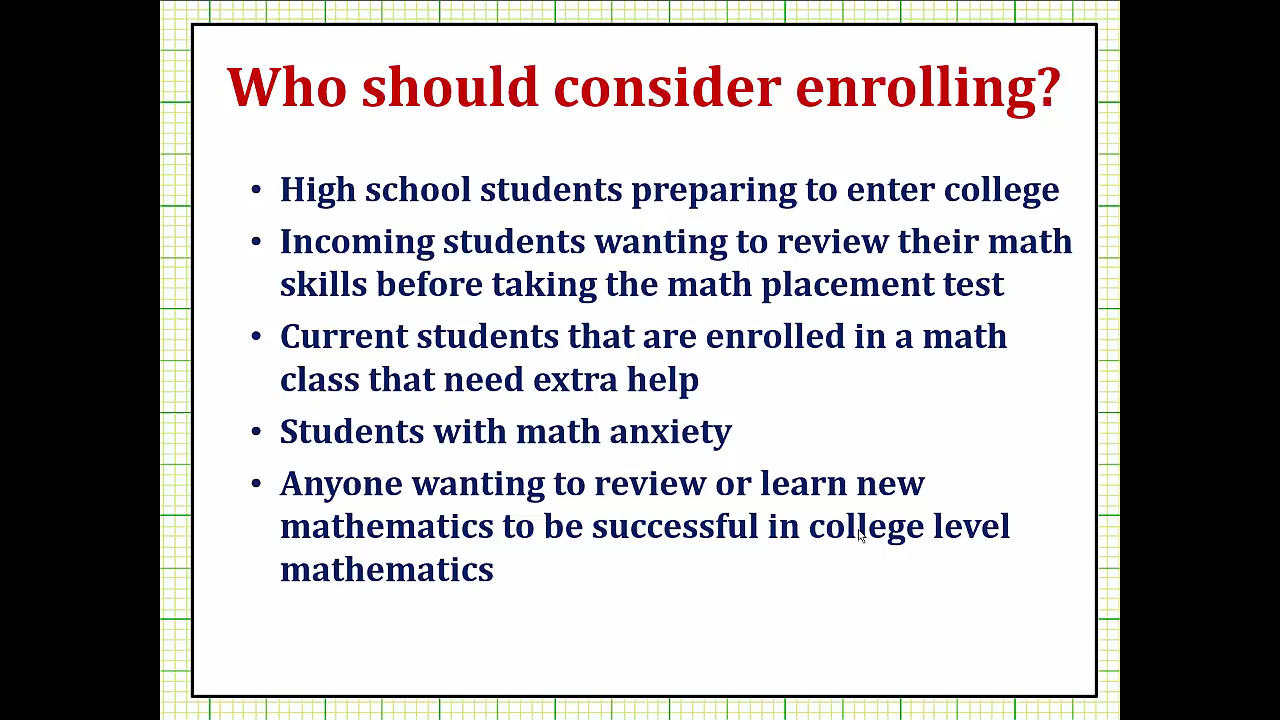 Who should consider enrolling?
• High school students preparing to enter college
• Incoming students wanting to review their math
skills before taking the math placement test
• Current students that are enrolled in a math
class that need extra help
• Students with math anxiety
• Anyone wanting to review or learn new
mathematics to be successful in college level
mathematics